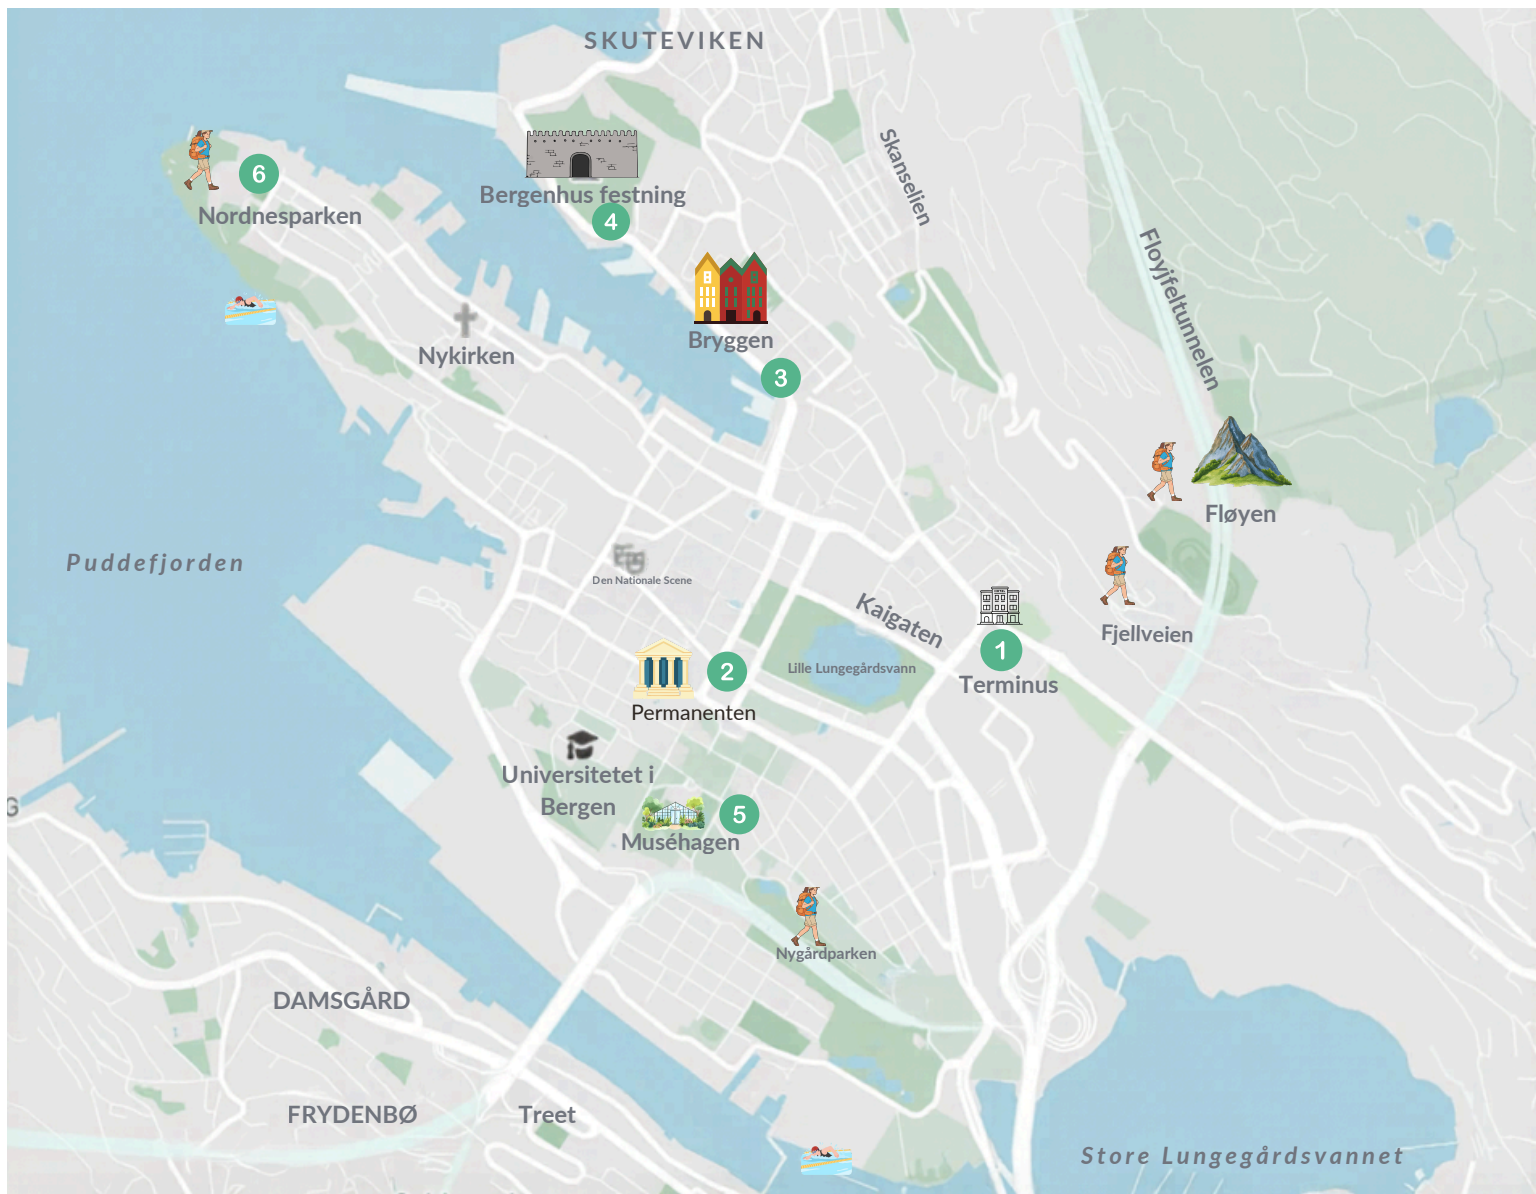 SKUTEVIKEN
Skanselien
6
Bergenhus festning
Nordnesparken
4
Floyjfeltunnelen
Bryggen
Nykirken
3
Fløyen
Puddefjorden
Den Nationale Scene
Kaigaten
Fjellveien
1
Lille Lungegårdsvann
2
Terminus
Permanenten
Universitetet i
Bergen
G
5
Muséhagen
Nygårdparken
DAMSGÅRD
FRYDENBØ
Treet
Store Lungegårdsvannet